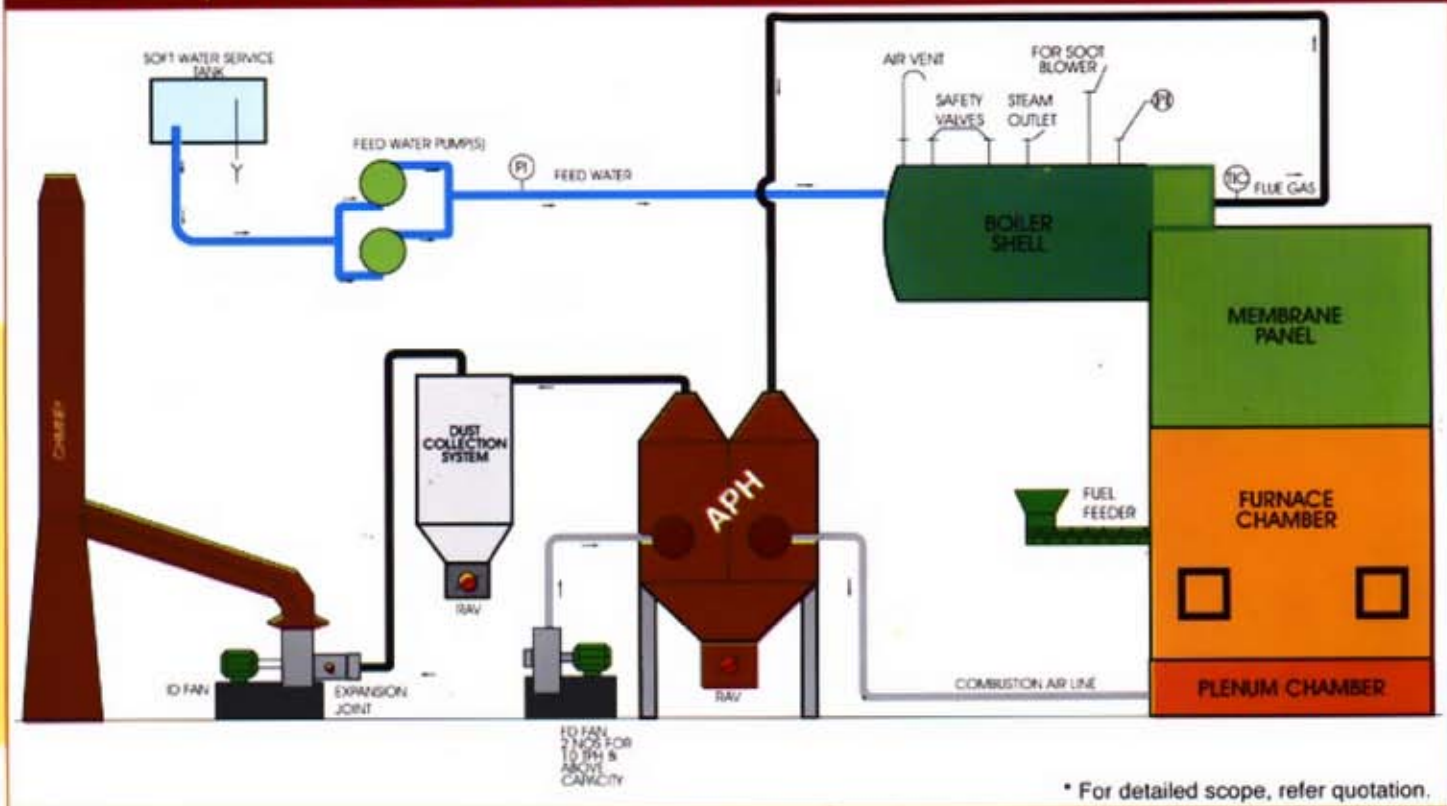 SOFT WATER SERVICE
TANK
FEED WATER PUMP(S)
PI
FEED WATER
AIR VENT
SAFETY
VALVES
STEAM
OUTLET
FOR SOOT
BLOWER
TIC
FLUE GAS
BOILER
SHELL
MEMBRANE
PANEL
CHIMNEY
DUST
COLLECTION
SYSTEM
RAV
APH
RAV
FUEL
FEEDER
FURNACE
CHAMBER
PLENUM CHAMBER
COMBUSTION AIR LINE
ID FAN
EXPANSION
JOINT
FD FAN
2 NOS FOR
10 TPH &
ABOVE
CAPACITY
* For detailed scope, refer quotation.